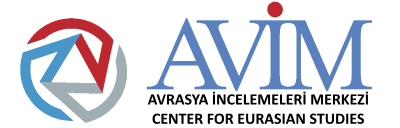 AVİM
AVRASYA İNCELEMELERİ MERKEZİ
CENTER FOR EURASIAN STUDIES